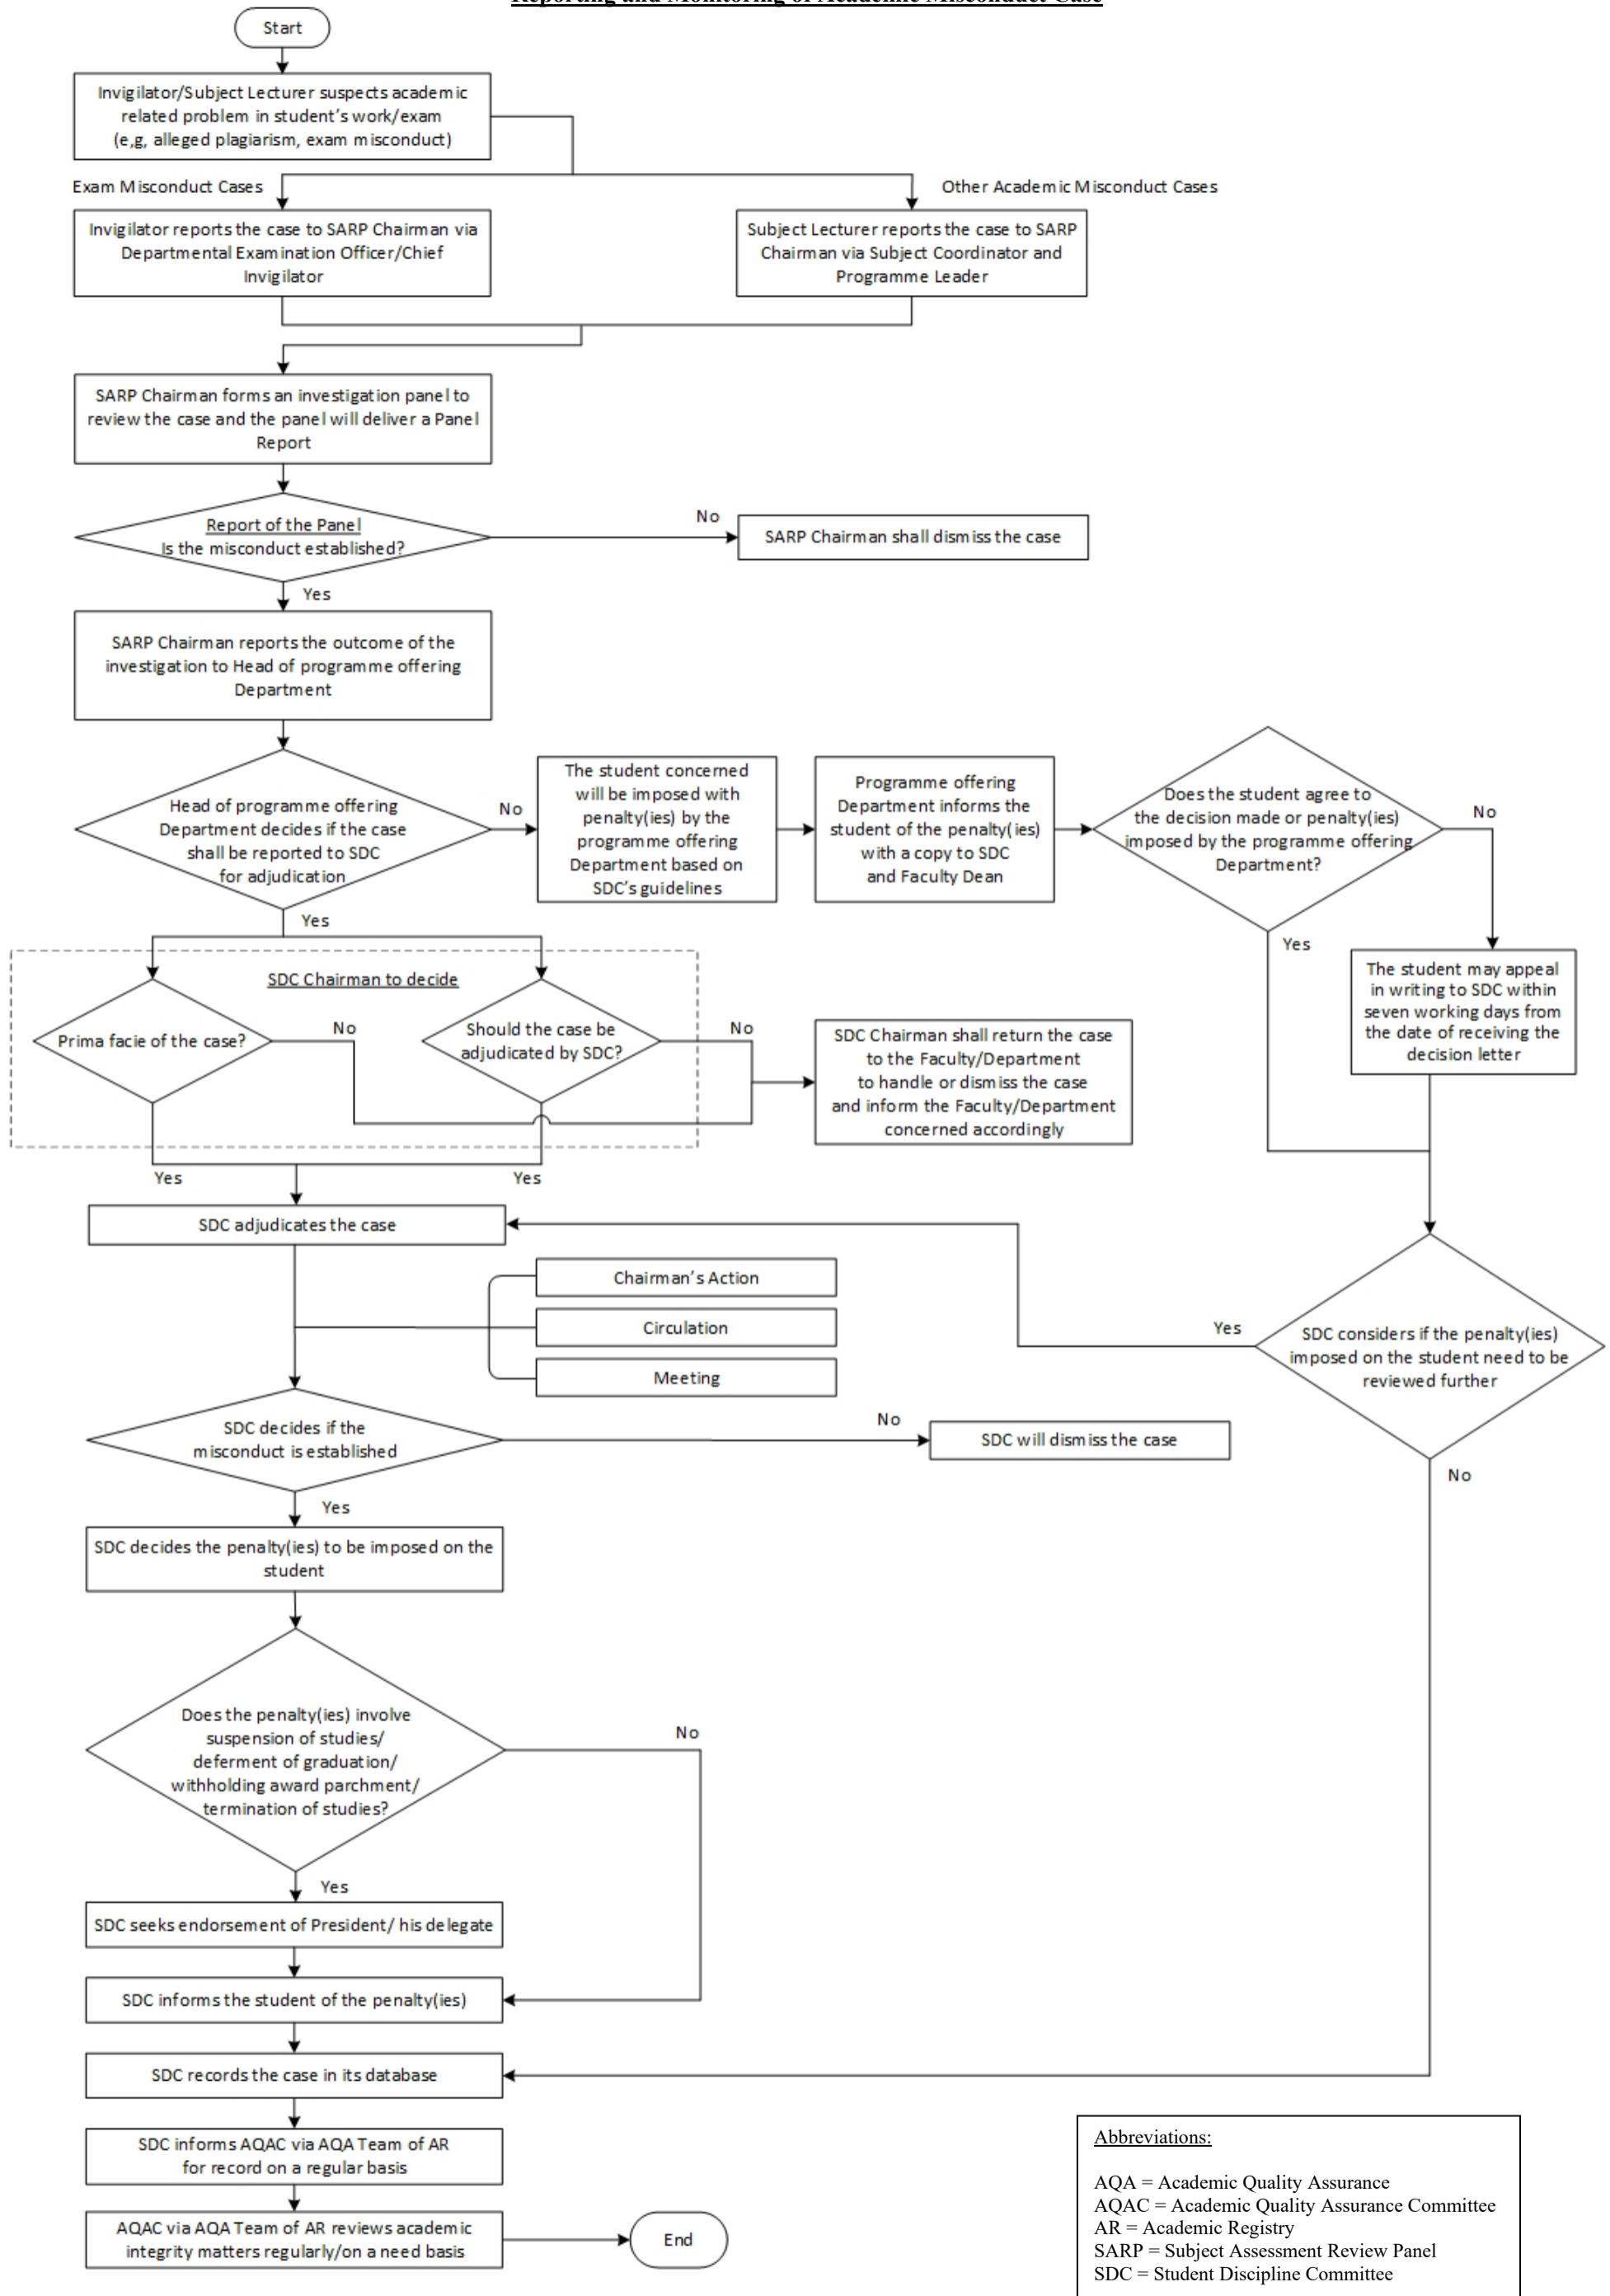 Reporting and Monitoring of Academic Misconduct Case
Start
Invigilator/Subject Lecturer suspects academic
related problem in student's work/exam
(e,g, alleged plagiarism, exam misconduct)
Exam Misconduct Cases
Other Academic Misconduct Cases
Invigilator reports the case to SARP Chairman via
Departmental Examination Officer/Chief
Invigilator
Subject Lecturer reports the case to SARP
Chairman via Subject Coordinator and
Programme Leader
SARP Chairman forms an investigation panel to
review the case and the panel will deliver a Panel
Report
Report of the Panel
Is the misconduct established?
No
SARP Chairman shall dismiss the case
Yes
SARP Chairman reports the outcome of the
investigation to Head of programme offering
Department
Head of programme offering
Department decides if the case
shall be reported to SDC
for adjudication
No
The student concerned
will be imposed with
penalty(ies) by the
programme offering
Department based on
SDC's guidelines
Programme offering
Department informs the
student of the penalty(ies)
with a copy to SDC
and Faculty Dean
Does the student agree to
the decision made or penalty(ies)
imposed by the programme offering
Department?
No
Yes
Yes
The student may appeal
in writing to SDC within
seven working days from
the date of receiving the
decision letter
SDC Chairman to decide
Prima facie of the case?
No
Should the case be
adjudicated by SDC?
No
SDC Chairman shall return the case
to the Faculty/Department
to handle or dismiss the case
and inform the Faculty/Department
concerned accordingly
Yes
Yes
SDC adjudicates the case
Chairman's Action
Circulation
Meeting
Yes
SDC considers if the penalty(ies)
imposed on the student need to be
reviewed further
No
SDC decides if the
misconduct is established
No
SDC will dismiss the case
Yes
SDC decides the penalty(ies) to be imposed on the
student
Does the penalty(ies) involve
suspension of studies/
deferment of graduation/
withholding award parchment/
termination of studies?
No
Yes
SDC seeks endorsement of President/ his delegate
SDC informs the student of the penalty(ies)
SDC records the case in its database
SDC informs AQAC via AQA Team of AR
for record on a regular basis
AQAC via AQA Team of AR reviews academic
integrity matters regularly/on a need basis
End
Abbreviations:
AQA = Academic Quality Assurance
AQAC = Academic Quality Assurance Committee
AR = Academic Registry
SARP = Subject Assessment Review Panel
SDC = Student Discipline Committee